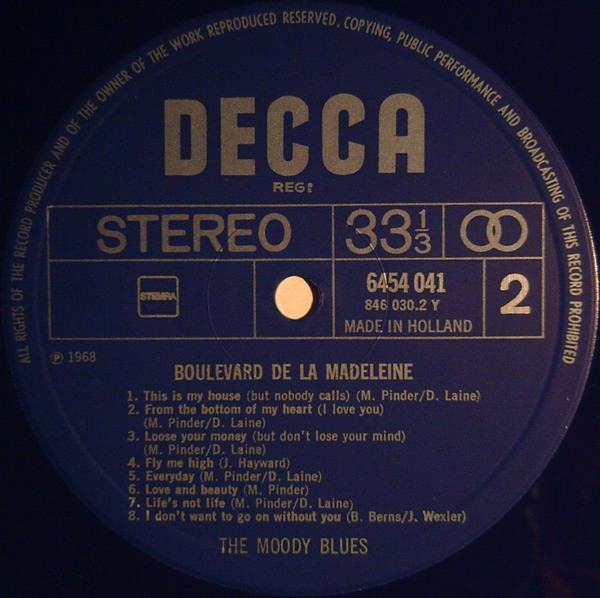 ALL RIGHTS OF THE RECORD PRODUCER AND OF THE OWNER OF THE WORK REPRODUCED RESERVED. COPYING, PUBLIC PERFORMANCE AND BROADCASTING OF THIS RECORD PROHIBITED
DECCA
REG:
STEREO
33 1/3
STEMRA
6454 041
846 030.2 Y
MADE IN HOLLAND
2
℗ 1968
BOULEVARD DE LA MADELEINE
1. This is my house (but nobody calls) (M. Pinder/D. Laine)
2. From the bottom of my heart (I love you)
(M. Pinder/D. Laine)
3. Loose your money (but don't lose your mind)
(M. Pinder/D. Laine)
4. Fly me high (J. Hayward)
5. Everyday (M. Pinder/D. Laine)
6. Love and beauty (M. Pinder)
7. Life's not life (M. Pinder/D. Laine)
8. I don't want to go on without you (B. Berns/J. Wexler)
THE MOODY BLUES